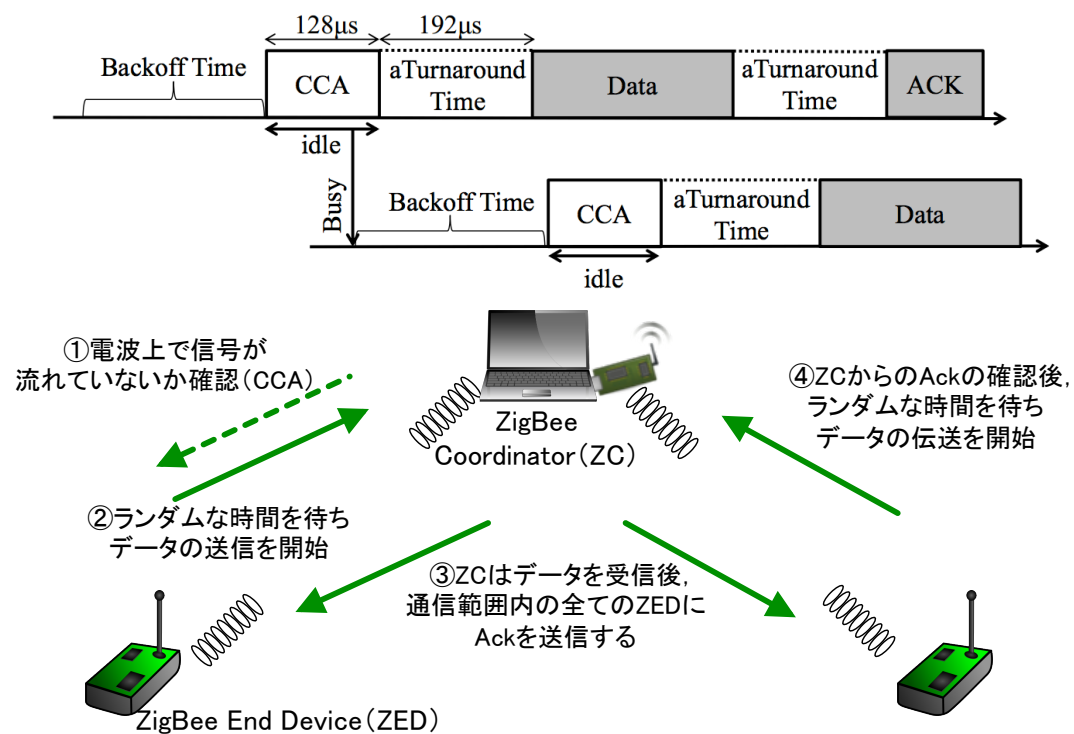 128μs
192μs
Backoff Time
CCA
aTurnaround
Time
Data
aTurnaround
Time
ACK
idle
Busy
Backoff Time
CCA
aTurnaround
Time
Data
idle
①電波上で信号が
流れていないか確認（CCA）
ZigBee
Coordinator（ZC）
④ZCからのAckの確認後，
ランダムな時間を待ち
データの伝送を開始
②ランダムな時間を待ち
データの送信を開始
③ZCはデータを受信後，
通信範囲内の全てのZEDに
Ackを送信する
ZigBee End Device（ZED）